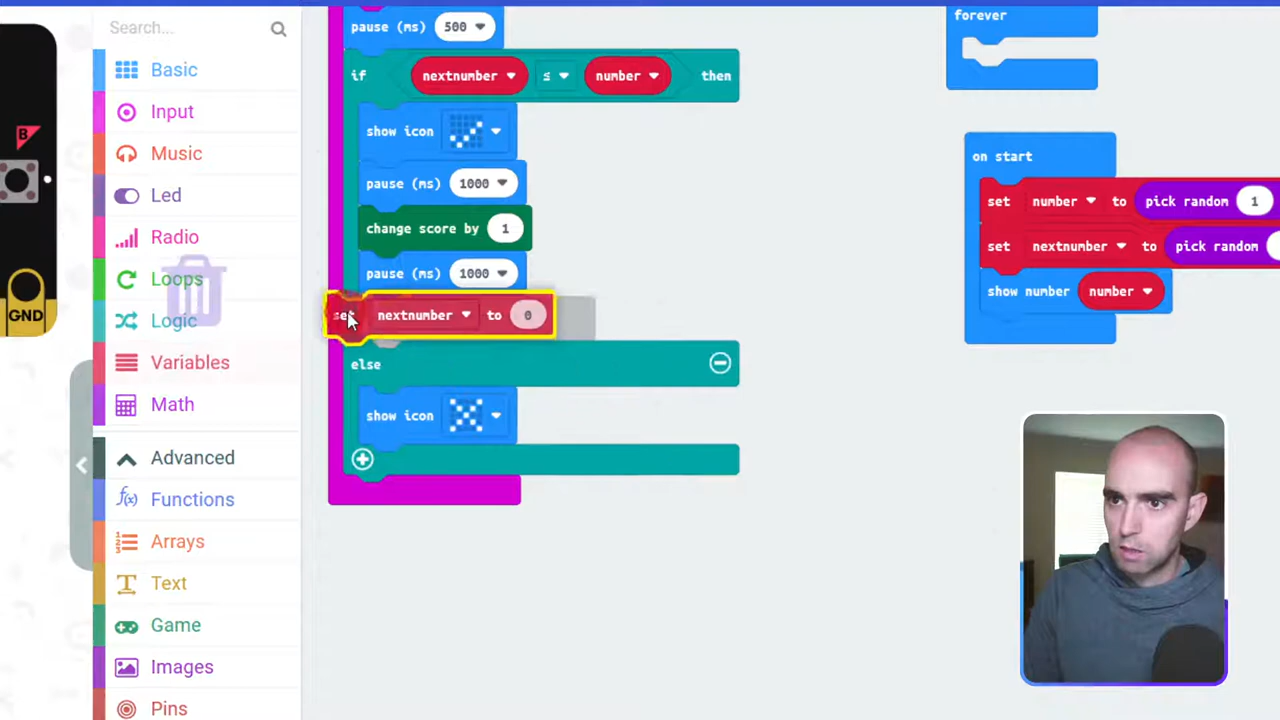 Search...
Basic
Input
Music
Led
Radio
Loops
Logic
Variables
Math
Advanced
Functions
Arrays
Text
Game
Images
Pins
B
GND
pause (ms) 500
if nextnumber ≤ number then
show icon
pause (ms) 1000
change score by 1
pause (ms) 1000
set nextnumber to 0
else
show icon
forever
on start
set number to pick random 1
set nextnumber to pick random
show number number